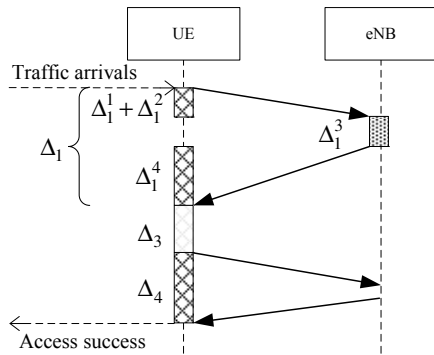 UE
eNB
Traffic arrivals
Δ₁¹ + Δ₁²
Δ₁³
Δ₁
Δ₁⁴
Δ₃
Δ₄
Access success